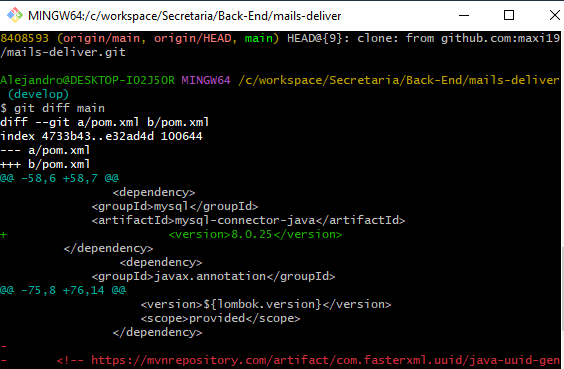 MINGW64:/c/workspace/Secretaria/Back-End/mails-deliver
8408593 (origin/main, origin/HEAD, main) HEAD@{9}: clone: from github.com:maxi19
/mails-deliver.git
Alejandro@DESKTOP-IO2J5OR MINGW64 /c/workspace/Secretaria/Back-End/mails-deliver
(develop)
$ git diff main
diff --git a/pom.xml b/pom.xml
index 4733b43..e32ad4d 100644
--- a/pom.xml
+++ b/pom.xml
@@ -58,6 +58,7 @@
<dependency>
<groupId>mysql</groupId>
<artifactId>mysql-connector-java</artifactId>
+ <version>8.0.25</version>
</dependency>
<dependency>
<groupId>javax.annotation</groupId>
@@ -75,8 +76,14 @@
<version>${lombok.version}</version>
<scope>provided</scope>
</dependency>
-
- <!-- https://mvnrepository.com/artifact/com.fasterxml.uuid/java-uuid-gen